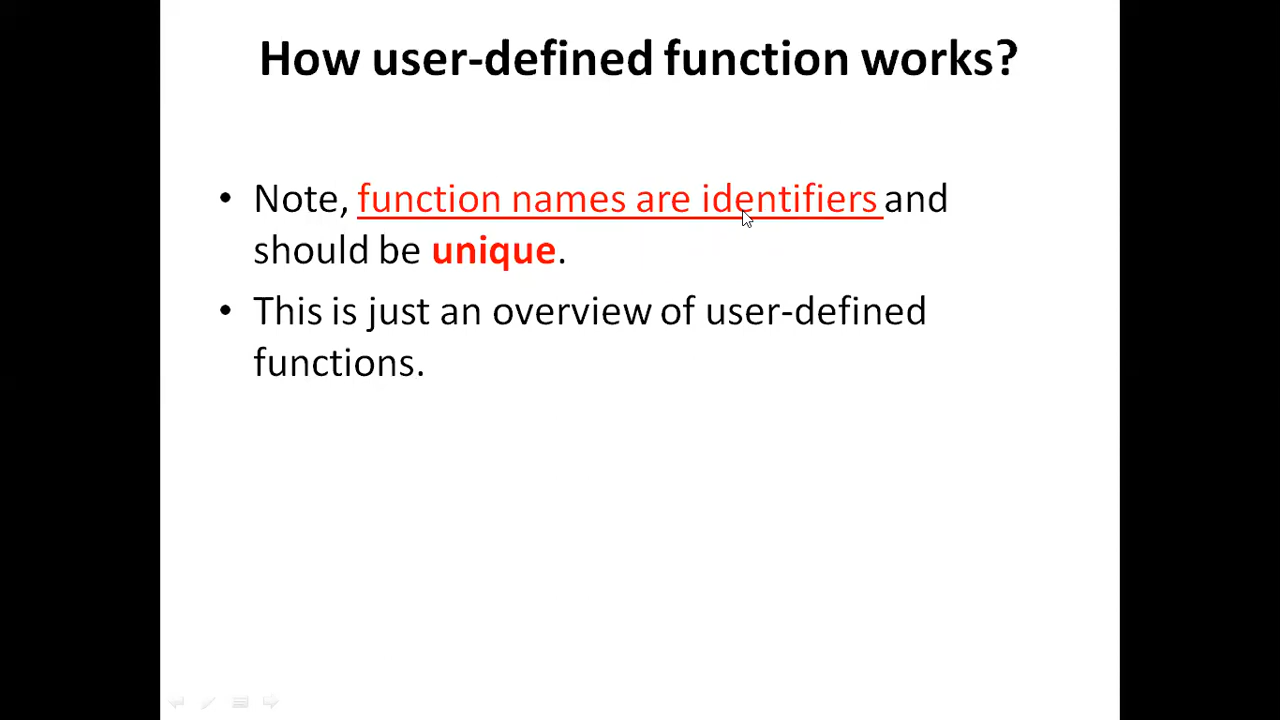 How user-defined function works?
• Note, function names are identifiers and
should be unique.
• This is just an overview of user-defined
functions.